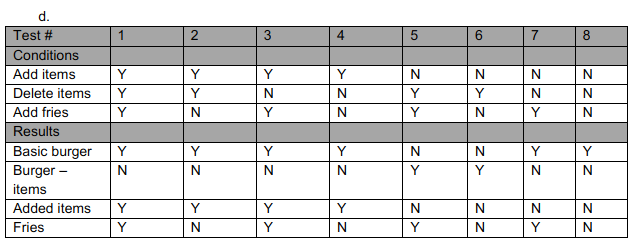 d.
Test # 1 2 3 4 5 6 7 8
Conditions
Add items Y Y Y Y N N N N
Delete items Y Y N N Y Y N N
Add fries Y N Y N Y N Y N
Results
Basic burger Y Y Y Y N N Y Y
Burger – N N N N Y Y N N
items
Added items Y Y Y Y N N N N
Fries Y N Y N Y N Y N